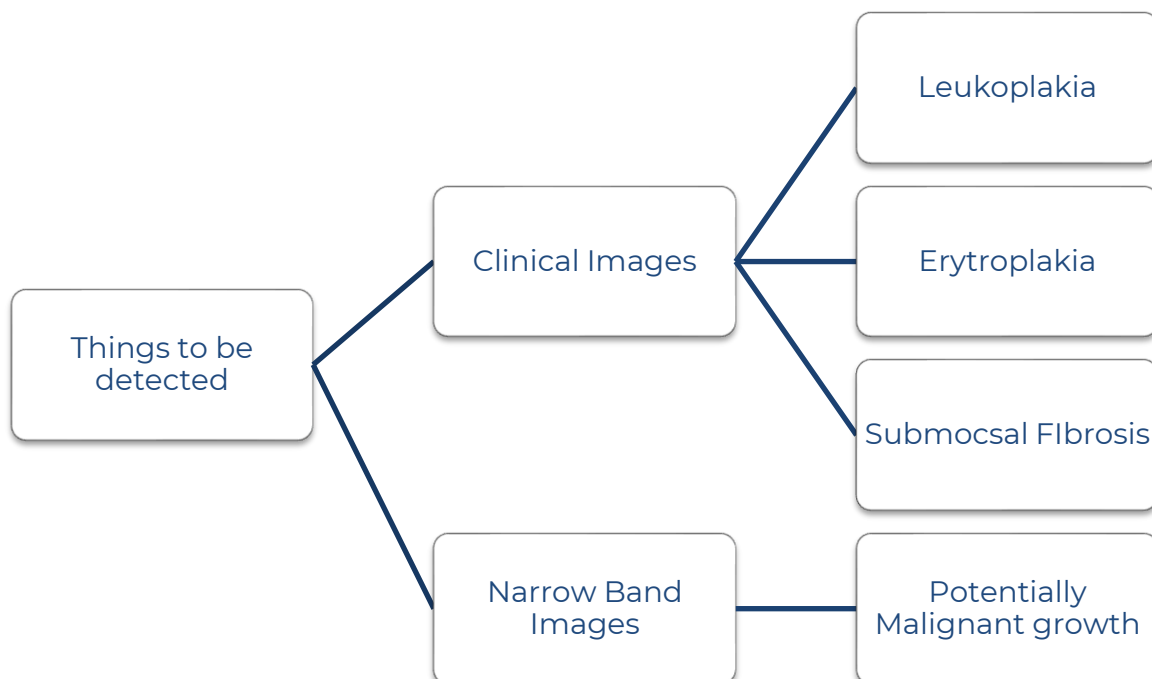 Things to be
detected
Clinical Images
Leukoplakia
Erytroplakia
Submocsal FIbrosis
Narrow Band
Images
Potentially
Malignant growth